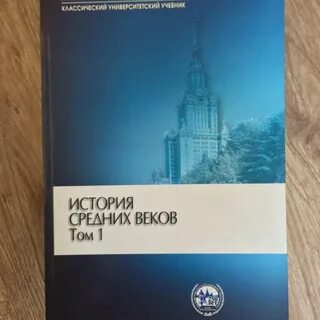 КЛАССИЧЕСКИЙ УНИВЕРСИТЕТСКИЙ УЧЕБНИК
ИСТОРИЯ
СРЕДНИХ ВЕКОВ
Том 1